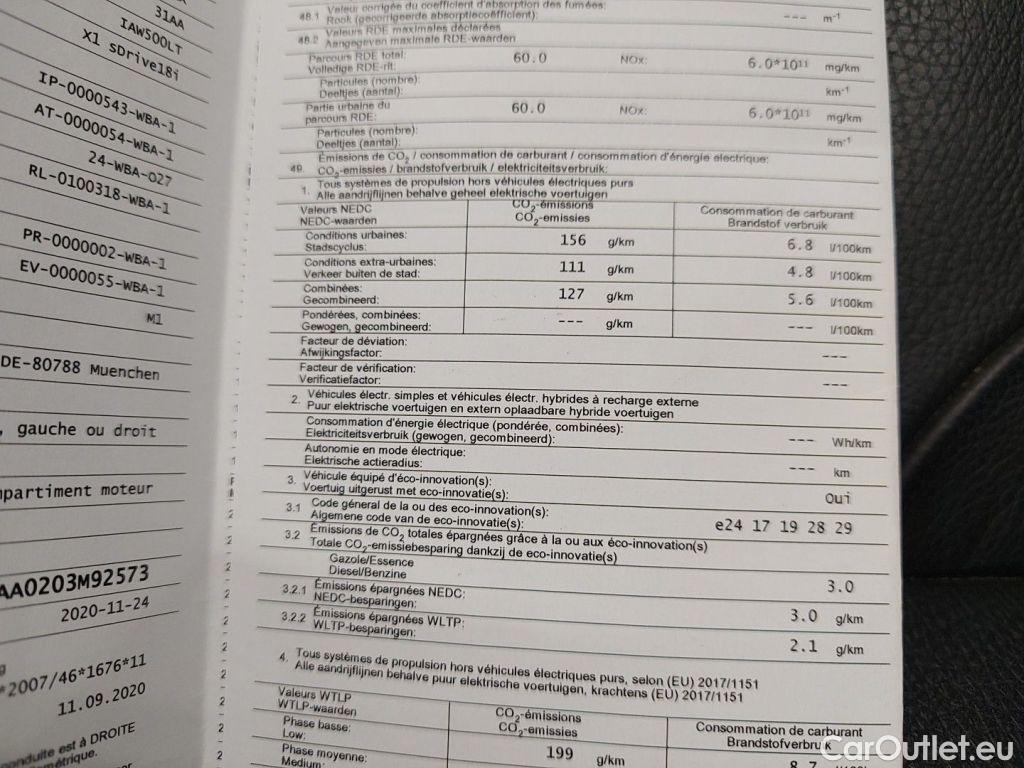 31AA
IAW500LT
X1 sDrive18i
IP-0000543-WBA-1
AT-0000054-WBA-1
24-WBA-027
RL-0100318-WBA-1
PR-0000002-WBA-1
EV-0000055-WBA-1
M1
DE-80788 Muenchen
, gauche ou droit
mpartiment moteur
AA0203M92573
2020-11-24
*2007/46*1676*11
11.09.2020
onduite est à DROITE
48.1 Valeur corrigée du coefficient d'absorption des fumées:
Rook (gecorrigeerde absorptiecoëfficiënt): --- m-1
48.2 Valeurs RDE maximales déclarées
Aangegeven maximale RDE-waarden
Parcours RDE total:
Volledige RDE-rit: 60.0 NOx: 6.0*10¹¹ mg/km
Particules (nombre):
Deeltjes (aantal): km-1
Partie urbaine du
parcours RDE: 60.0 NOx: 6.0*10¹¹ mg/km
Particules (nombre):
Deeltjes (aantal): km-1
49. Émissions de CO₂ / consommation de carburant / consommation d'énergie electrique:
CO₂-emissies / brandstofverbruik / elektriciteitsverbruik:
1. Tous systèmes de propulsion hors véhicules électriques purs
Alle aandrijflijnen behalve geheel elektrische voertuigen
Valeurs NEDC CO₂-émissions Consommation de carburant
NEDC-waarden CO₂-emissies Brandstof verbruik
Conditions urbaines:
Stadscyclus: 156 g/km 6.8 l/100km
Conditions extra-urbaines:
Verkeer buiten de stad: 111 g/km 4.8 l/100km
Combinées:
Gecombineerd: 127 g/km 5.6 l/100km
Pondérées, combinées:
Gewogen, gecombineerd: --- g/km --- l/100km
Facteur de déviation:
Afwijkingsfactor: ---
Facteur de vérification:
Verificatiefactor: ---
2. Véhicules électr. simples et véhicules électr. hybrides à recharge externe
Puur elektrische voertuigen en extern oplaadbare hybride voertuigen
Consommation d'énergie électrique (pondérée, combinées):
Elektriciteitsverbruik (gewogen, gecombineerd): --- Wh/km
Autonomie en mode électrique:
Elektrische actieradius: --- km
3. Véhicule équipé d'éco-innovation(s):
Voertuig uitgerust met eco-innovatie(s): Oui
3.1 Code géneral de la ou des eco-innovation(s):
Algemene code van de eco-innovatie(s): e24 17 19 28 29
3.2 Émissions de CO₂ totales épargnées grâce à la ou aux éco-innovation(s)
Totale CO₂-emissiebesparing dankzij de eco-innovatie(s)
Gazole/Essence
Diesel/Benzine 3.0
3.2.1 Émissions épargnées NEDC:
NEDC-besparingen: 3.0 g/km
3.2.2 Émissions épargnées WLTP:
WLTP-besparingen: 2.1 g/km
4. Tous systèmes de propulsion hors véhicules électriques purs, selon (EU) 2017/1151
Alle aandrijflijnen behalve puur elektrische voertuigen, krachtens (EU) 2017/1151
Valeurs WTLP CO₂-émissions Consommation de carburant
WTLP-waarden CO₂-emissies Brandstofverbruik
Phase basse:
Low: 199 g/km 8.7
Phase moyenne:
Medium:
CarOutlet.eu